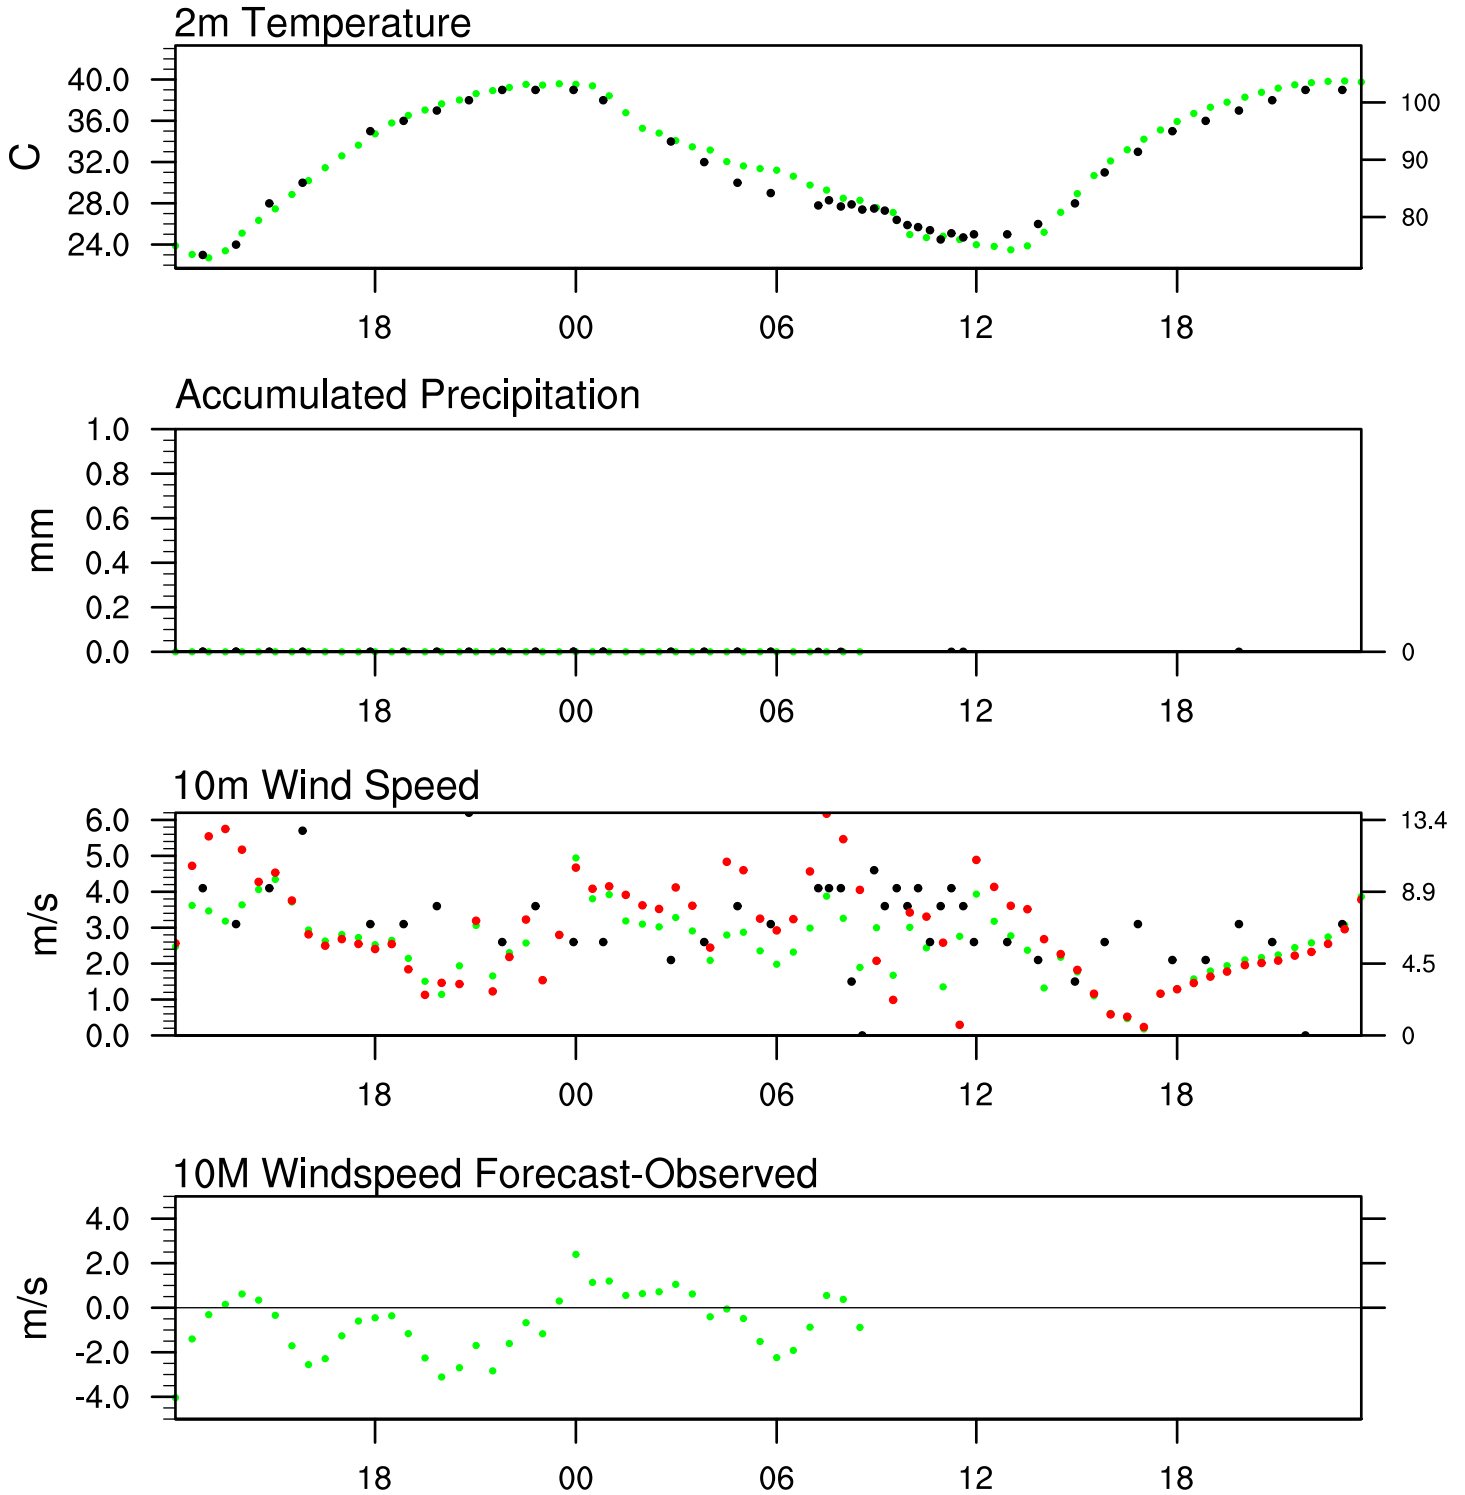 2m Temperature
40.0
36.0
32.0
28.0
24.0
C
100
90
80
18 00 06 12 18
Accumulated Precipitation
1.0
0.8
0.6
0.4
0.2
0.0
mm
0
18 00 06 12 18
10m Wind Speed
6.0
5.0
4.0
3.0
2.0
1.0
0.0
m/s
13.4
8.9
4.5
0
18 00 06 12 18
10M Windspeed Forecast-Observed
4.0
2.0
0.0
-2.0
-4.0
m/s
18 00 06 12 18